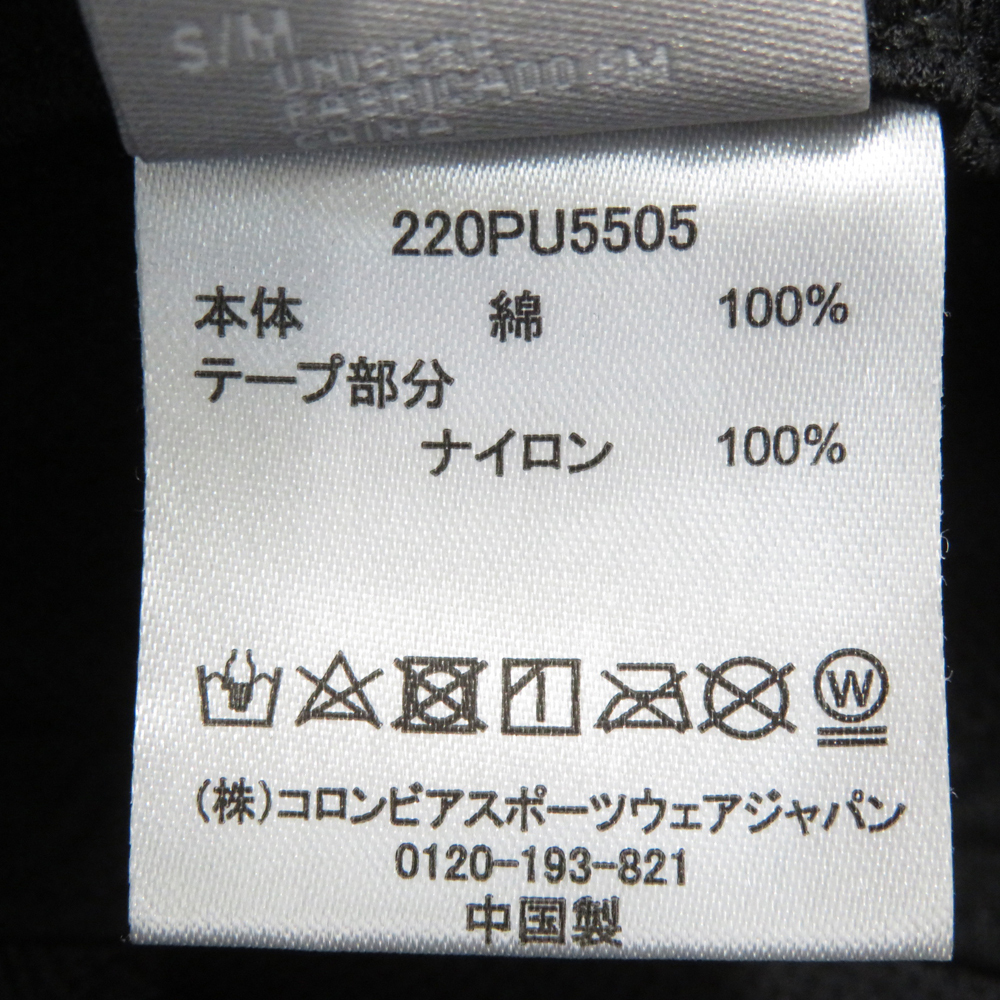 S/M
UNISEXE
FABRICADO EM
CHINA
220PU5505
本体 綿 100%
テープ部分
ナイロン 100%
W
(株)コロンビアスポーツウェアジャパン
0120-193-821
中国製